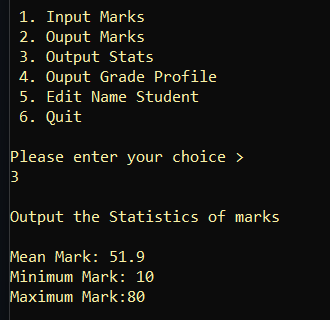 1. Input Marks
2. Ouput Marks
3. Output Stats
4. Ouput Grade Profile
5. Edit Name Student
6. Quit
Please enter your choice >
3
Output the Statistics of marks
Mean Mark: 51.9
Minimum Mark: 10
Maximum Mark:80